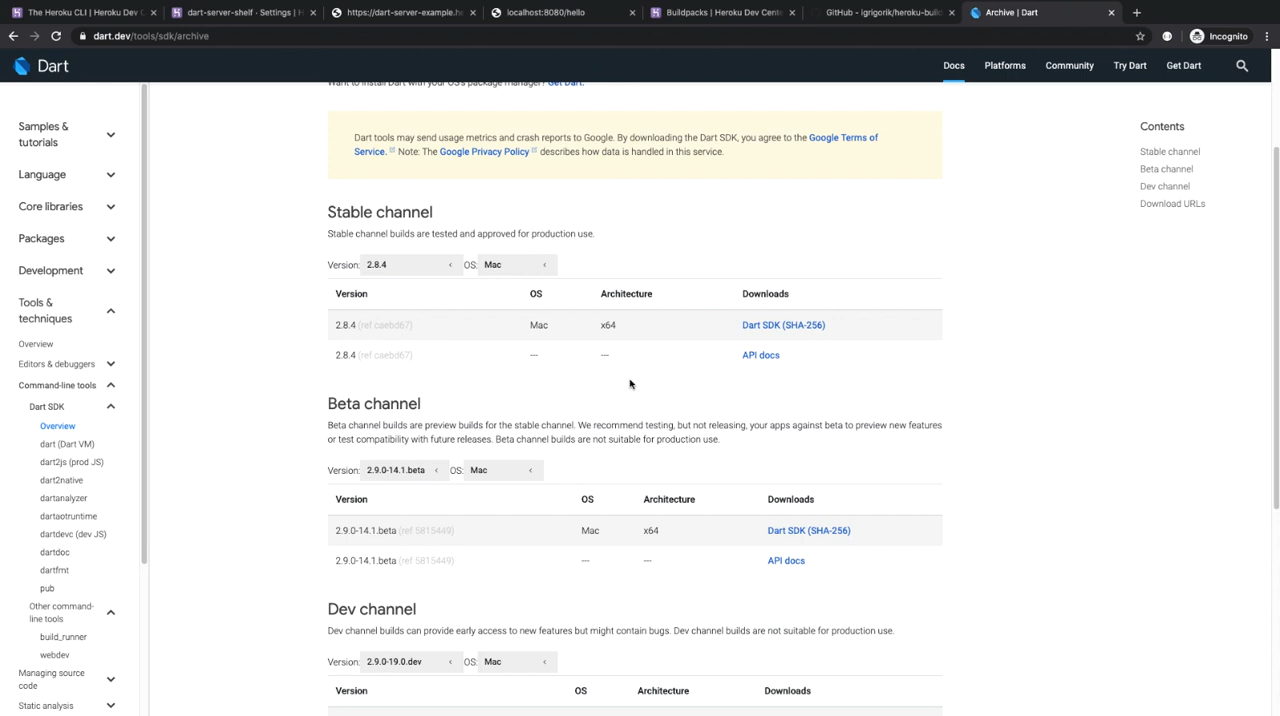 The Heroku CLI | Heroku Dev C
dart-server-shelf · Settings | H
https://dart-server-example.he
localhost:8080/hello
Buildpacks | Heroku Dev Cente
GitHub - igrigorik/heroku-buil
Archive | Dart
dart.dev/tools/sdk/archive
Incognito
Dart
Docs
Platforms
Community
Try Dart
Get Dart
Samples &
tutorials
Language
Core libraries
Packages
Development
Tools &
techniques
Overview
Editors & debuggers
Command-line tools
Dart SDK
Overview
dart (Dart VM)
dart2js (prod JS)
dart2native
dartanalyzer
dartaotruntime
dartdevc (dev JS)
dartdoc
dartfmt
pub
Other command-
line tools
build_runner
webdev
Managing source
code
Static analysis
Want to install Dart with your OS's package manager? Get Dart.
Dart tools may send usage metrics and crash reports to Google. By downloading the Dart SDK, you agree to the Google Terms of
Service. Note: The Google Privacy Policy describes how data is handled in this service.
Stable channel
Stable channel builds are tested and approved for production use.
Version: 2.8.4 OS: Mac
Version OS Architecture Downloads
2.8.4 (ref caebd67) Mac x64 Dart SDK (SHA-256)
2.8.4 (ref caebd67) --- --- API docs
Beta channel
Beta channel builds are preview builds for the stable channel. We recommend testing, but not releasing, your apps against beta to preview new features
or test compatibility with future releases. Beta channel builds are not suitable for production use.
Version: 2.9.0-14.1.beta OS: Mac
Version OS Architecture Downloads
2.9.0-14.1.beta (ref 5815449) Mac x64 Dart SDK (SHA-256)
2.9.0-14.1.beta (ref 5815449) --- --- API docs
Dev channel
Dev channel builds can provide early access to new features but might contain bugs. Dev channel builds are not suitable for production use.
Version: 2.9.0-19.0.dev OS: Mac
Version OS Architecture Downloads
Contents
Stable channel
Beta channel
Dev channel
Download URLs